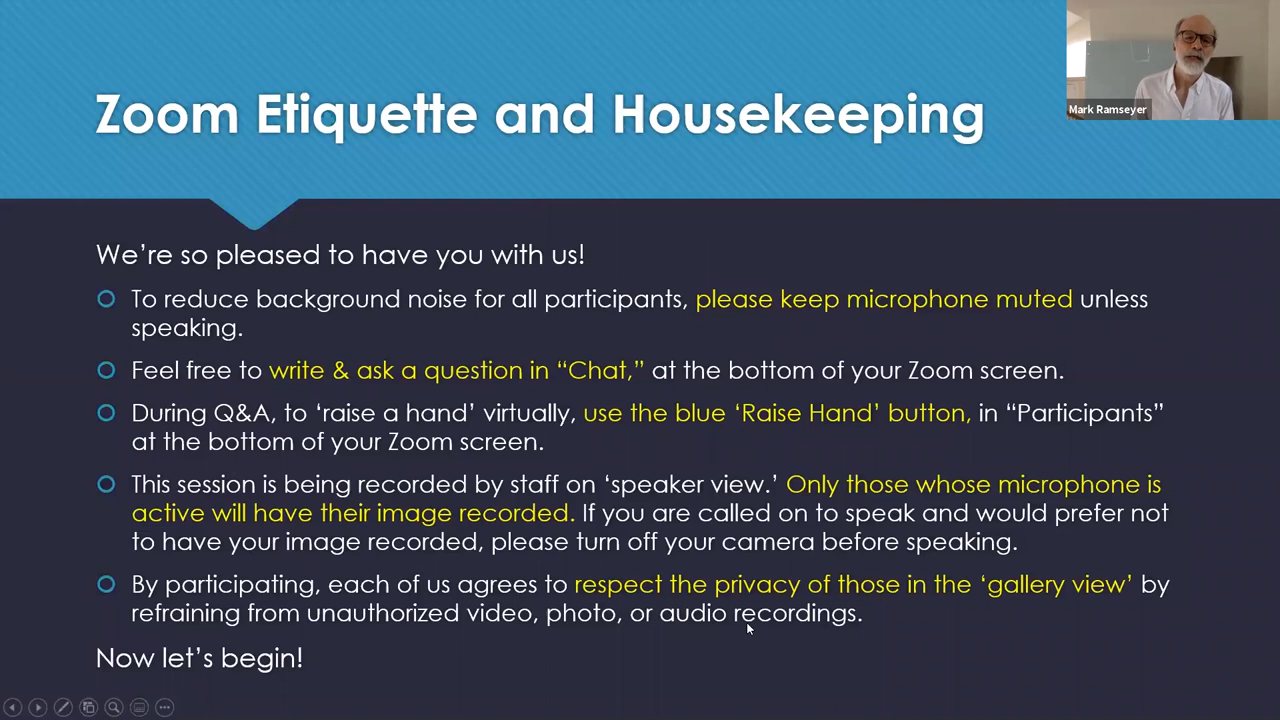 Zoom Etiquette and Housekeeping
Mark Ramseyer
We’re so pleased to have you with us!
To reduce background noise for all participants, please keep microphone muted unless
speaking.
Feel free to write & ask a question in “Chat,” at the bottom of your Zoom screen.
During Q&A, to ‘raise a hand’ virtually, use the blue ‘Raise Hand’ button, in “Participants”
at the bottom of your Zoom screen.
This session is being recorded by staff on ‘speaker view.’ Only those whose microphone is
active will have their image recorded. If you are called on to speak and would prefer not
to have your image recorded, please turn off your camera before speaking.
By participating, each of us agrees to respect the privacy of those in the ‘gallery view’ by
refraining from unauthorized video, photo, or audio recordings.
Now let’s begin!